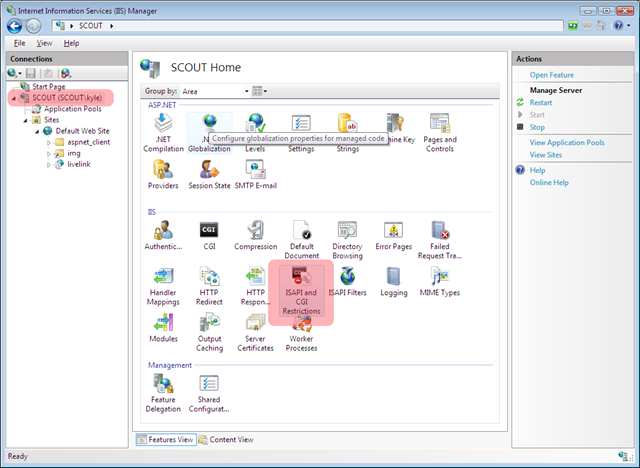 Internet Information Services (IIS) Manager
SCOUT
File View Help
Connections
Start Page
SCOUT (SCOUT\kyle)
Application Pools
Sites
Default Web Site
aspnet_client
img
livelink
SCOUT Home
Group by: Area
ASP.NET
.NET Compilation
Globalization
Levels
Settings
Strings
Key
Pages and Controls
Configure globalization properties for managed code
Providers
Session State
SMTP E-mail
IIS
Authentic...
CGI
Compression
Default Document
Directory Browsing
Error Pages
Failed Request Tra...
Handler Mappings
HTTP Redirect
HTTP Respon...
ISAPI and CGI Restrictions
ISAPI Filters
Logging
MIME Types
Modules
Output Caching
Server Certificates
Worker Processes
Management
Feature Delegation
Shared Configurat...
Features View
Content View
Actions
Open Feature
Manage Server
Restart
Start
Stop
View Application Pools
View Sites
Help
Online Help
Ready